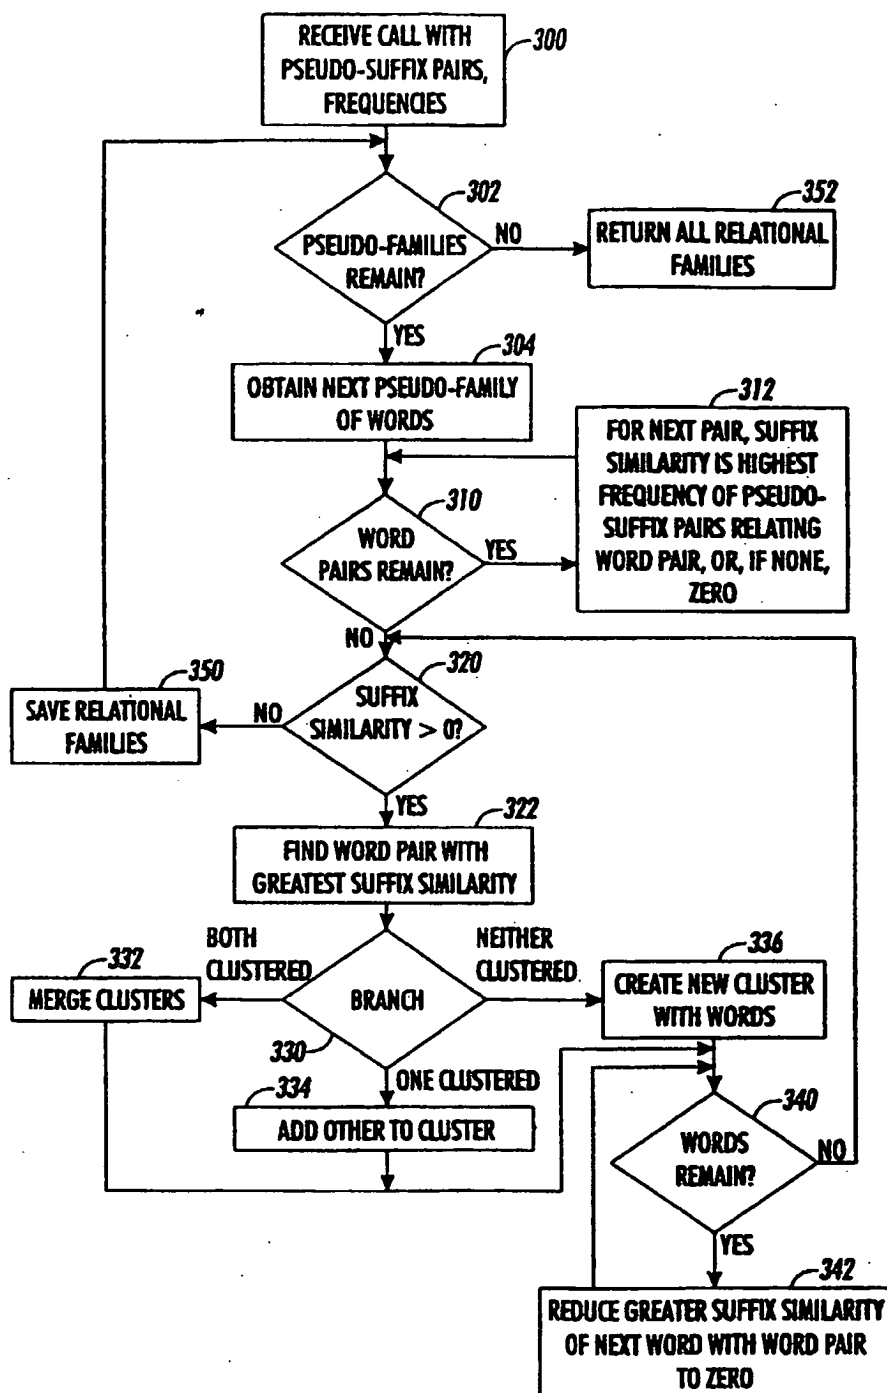 RECEIVE CALL WITH
PSEUDO-SUFFIX PAIRS,
FREQUENCIES
300
302
PSEUDO-FAMILIES
REMAIN?
NO
352
RETURN ALL RELATIONAL
FAMILIES
YES
304
OBTAIN NEXT PSEUDO-FAMILY
OF WORDS
312
FOR NEXT PAIR, SUFFIX
SIMILARITY IS HIGHEST
FREQUENCY OF PSEUDO-
SUFFIX PAIRS RELATING
WORD PAIR, OR, IF NONE,
ZERO
310
WORD
PAIRS REMAIN?
YES
NO
320
SUFFIX
SIMILARITY > 0?
NO
350
SAVE RELATIONAL
FAMILIES
YES
322
FIND WORD PAIR WITH
GREATEST SUFFIX SIMILARITY
BOTH
CLUSTERED
NEITHER
CLUSTERED
332
MERGE CLUSTERS
BRANCH
330
336
CREATE NEW CLUSTER
WITH WORDS
ONE CLUSTERED
334
ADD OTHER TO CLUSTER
340
WORDS
REMAIN?
NO
YES
342
REDUCE GREATER SUFFIX SIMILARITY
OF NEXT WORD WITH WORD PAIR
TO ZERO